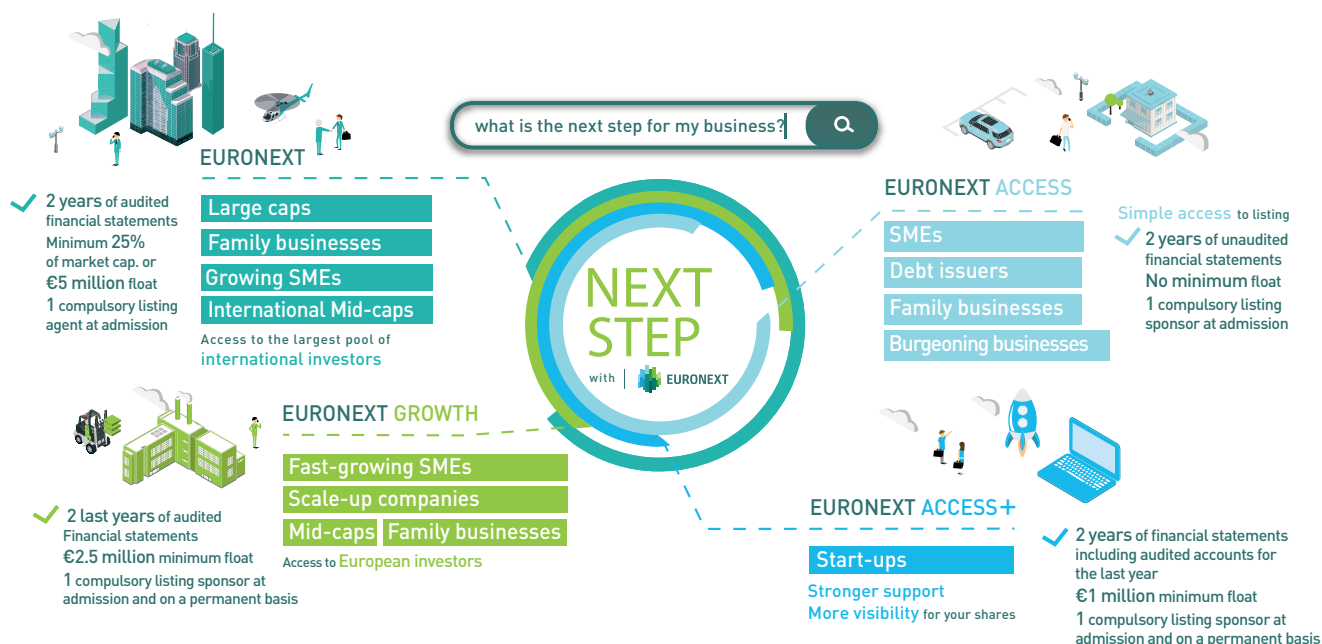 what is the next step for my business?
EURONEXT
2 years of audited
financial statements
Minimum 25%
of market cap. or
€5 million float
1 compulsory listing
agent at admission
Large caps
Family businesses
Growing SMEs
International Mid-caps
Access to the largest pool of
international investors
NEXT
STEP
with | EURONEXT
EURONEXT ACCESS
SMEs
Debt issuers
Family businesses
Burgeoning businesses
Simple access to listing
2 years of unaudited
financial statements
No minimum float
1 compulsory listing
sponsor at admission
EURONEXT GROWTH
Fast-growing SMEs
Scale-up companies
Mid-caps Family businesses
Access to European investors
2 last years of audited
Financial statements
€2.5 million minimum float
1 compulsory listing sponsor at
admission and on a permanent basis
EURONEXT ACCESS+
Start-ups
Stronger support
More visibility for your shares
2 years of financial statements
including audited accounts for
the last year
€1 million minimum float
1 compulsory listing sponsor at
admission and on a permanent basis